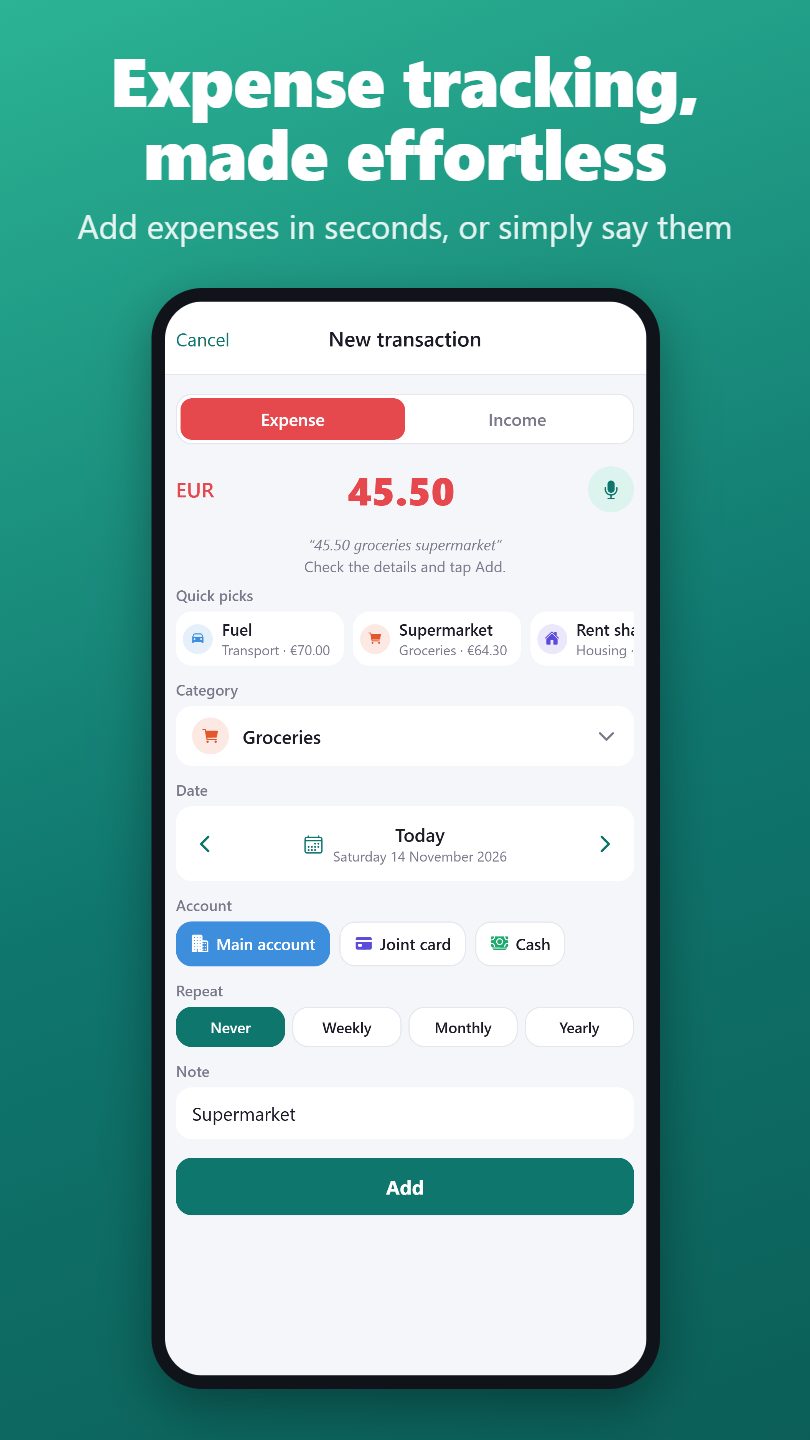 Expense tracking,
made effortless
Add expenses in seconds, or simply say them
Cancel
New transaction
Expense
Income
EUR
45.50
“45.50 groceries supermarket”
Check the details and tap Add.
Quick picks
Fuel
Transport · €70.00
Supermarket
Groceries · €64.30
Rent sha
Housing ·
Category
Groceries
Date
Today
Saturday 14 November 2026
Account
Main account
Joint card
Cash
Repeat
Never
Weekly
Monthly
Yearly
Note
Supermarket
Add